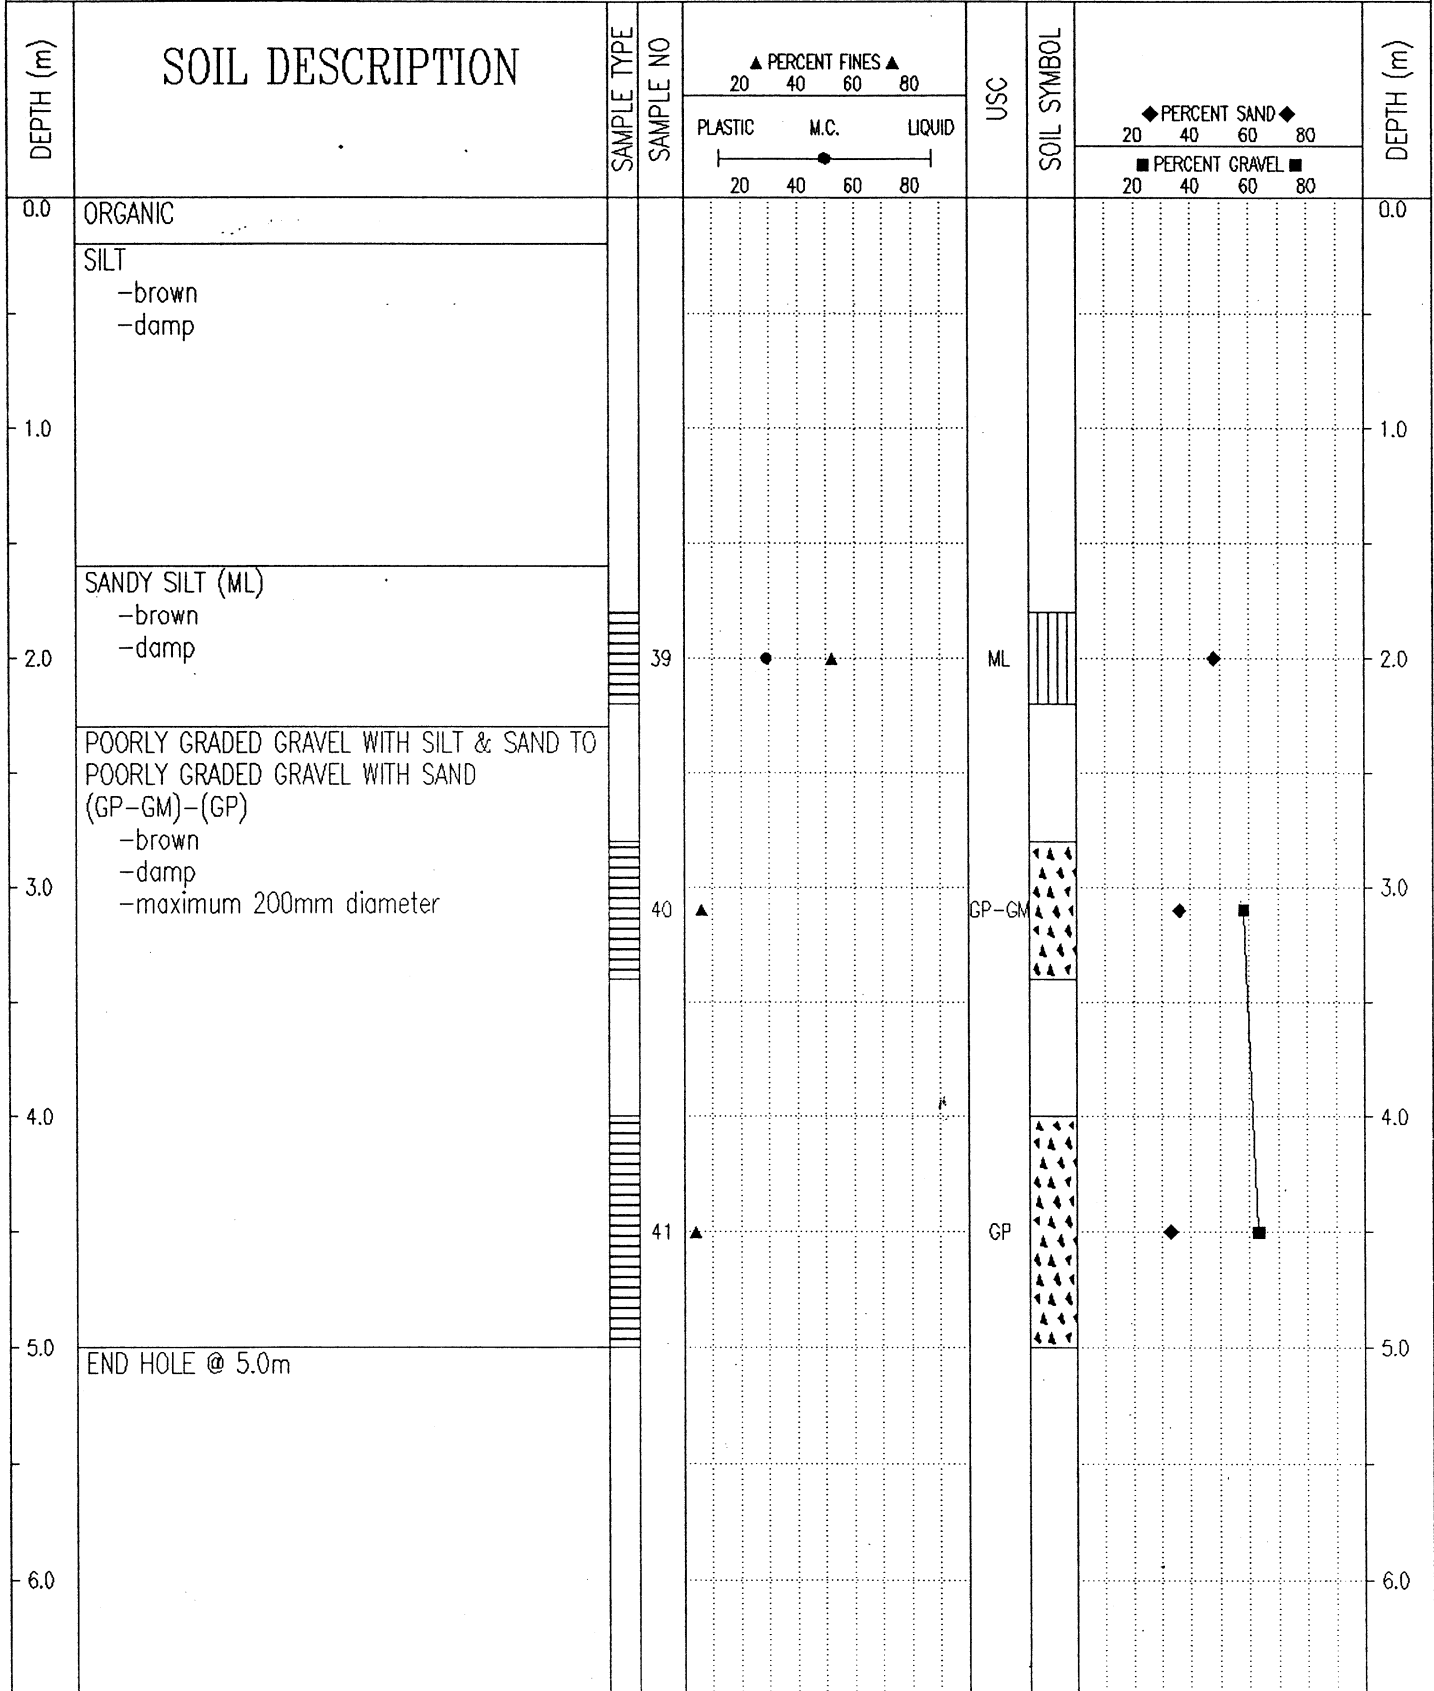 DEPTH (m)
SOIL DESCRIPTION
SAMPLE TYPE
SAMPLE NO
▲ PERCENT FINES ▲
20 40 60 80
PLASTIC M.C. LIQUID
20 40 60 80
USC
SOIL SYMBOL
◆PERCENT SAND◆
20 40 60 80
■ PERCENT GRAVEL ■
20 40 60 80
DEPTH (m)
0.0 ORGANIC 0.0
SILT
-brown
-damp
1.0 1.0
SANDY SILT (ML)
-brown
-damp
2.0 39 ML 2.0
POORLY GRADED GRAVEL WITH SILT & SAND TO
POORLY GRADED GRAVEL WITH SAND
(GP-GM)-(GP)
-brown
-damp
3.0 3.0
-maximum 200mm diameter
40 GP-GM
4.0 4.0
41 GP
5.0 5.0
END HOLE @ 5.0m
6.0 6.0